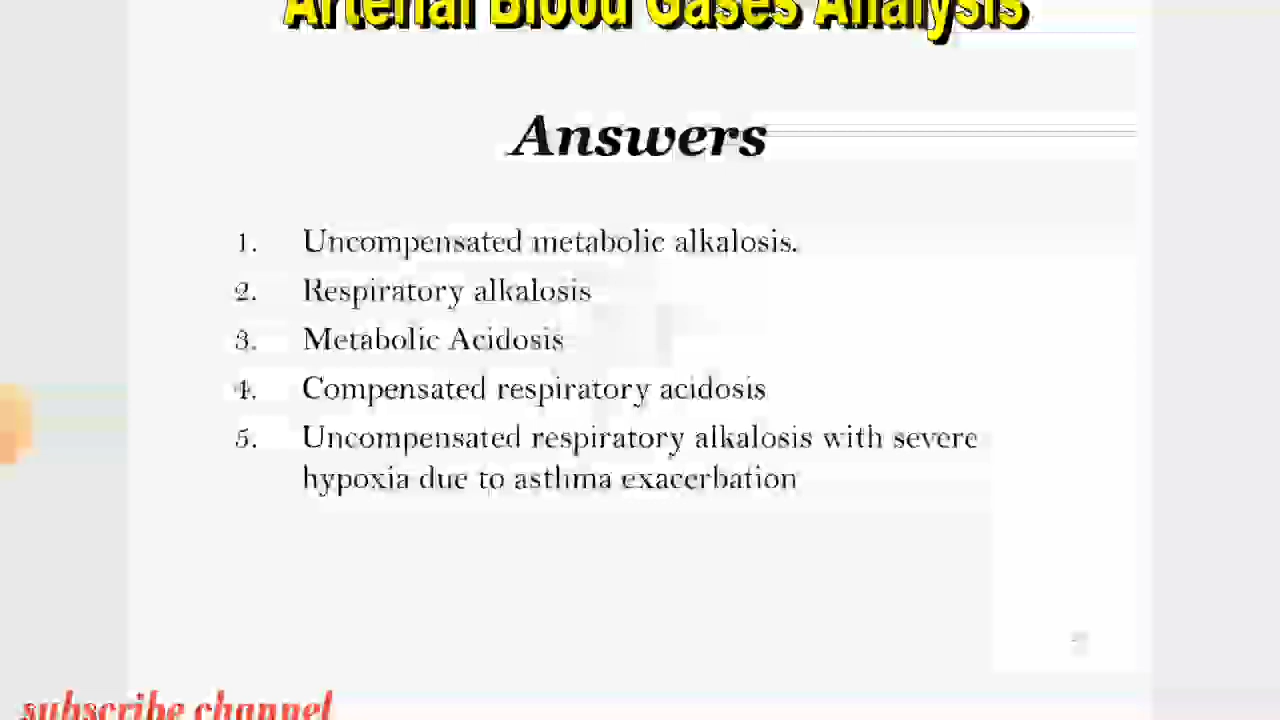 Arterial Blood Gases Analysis
Answers
1. Uncompensated metabolic alkalosis.
2. Respiratory alkalosis
3. Metabolic Acidosis
4. Compensated respiratory acidosis
5. Uncompensated respiratory alkalosis with severe
hypoxia due to asthma exacerbation
subscribe channel